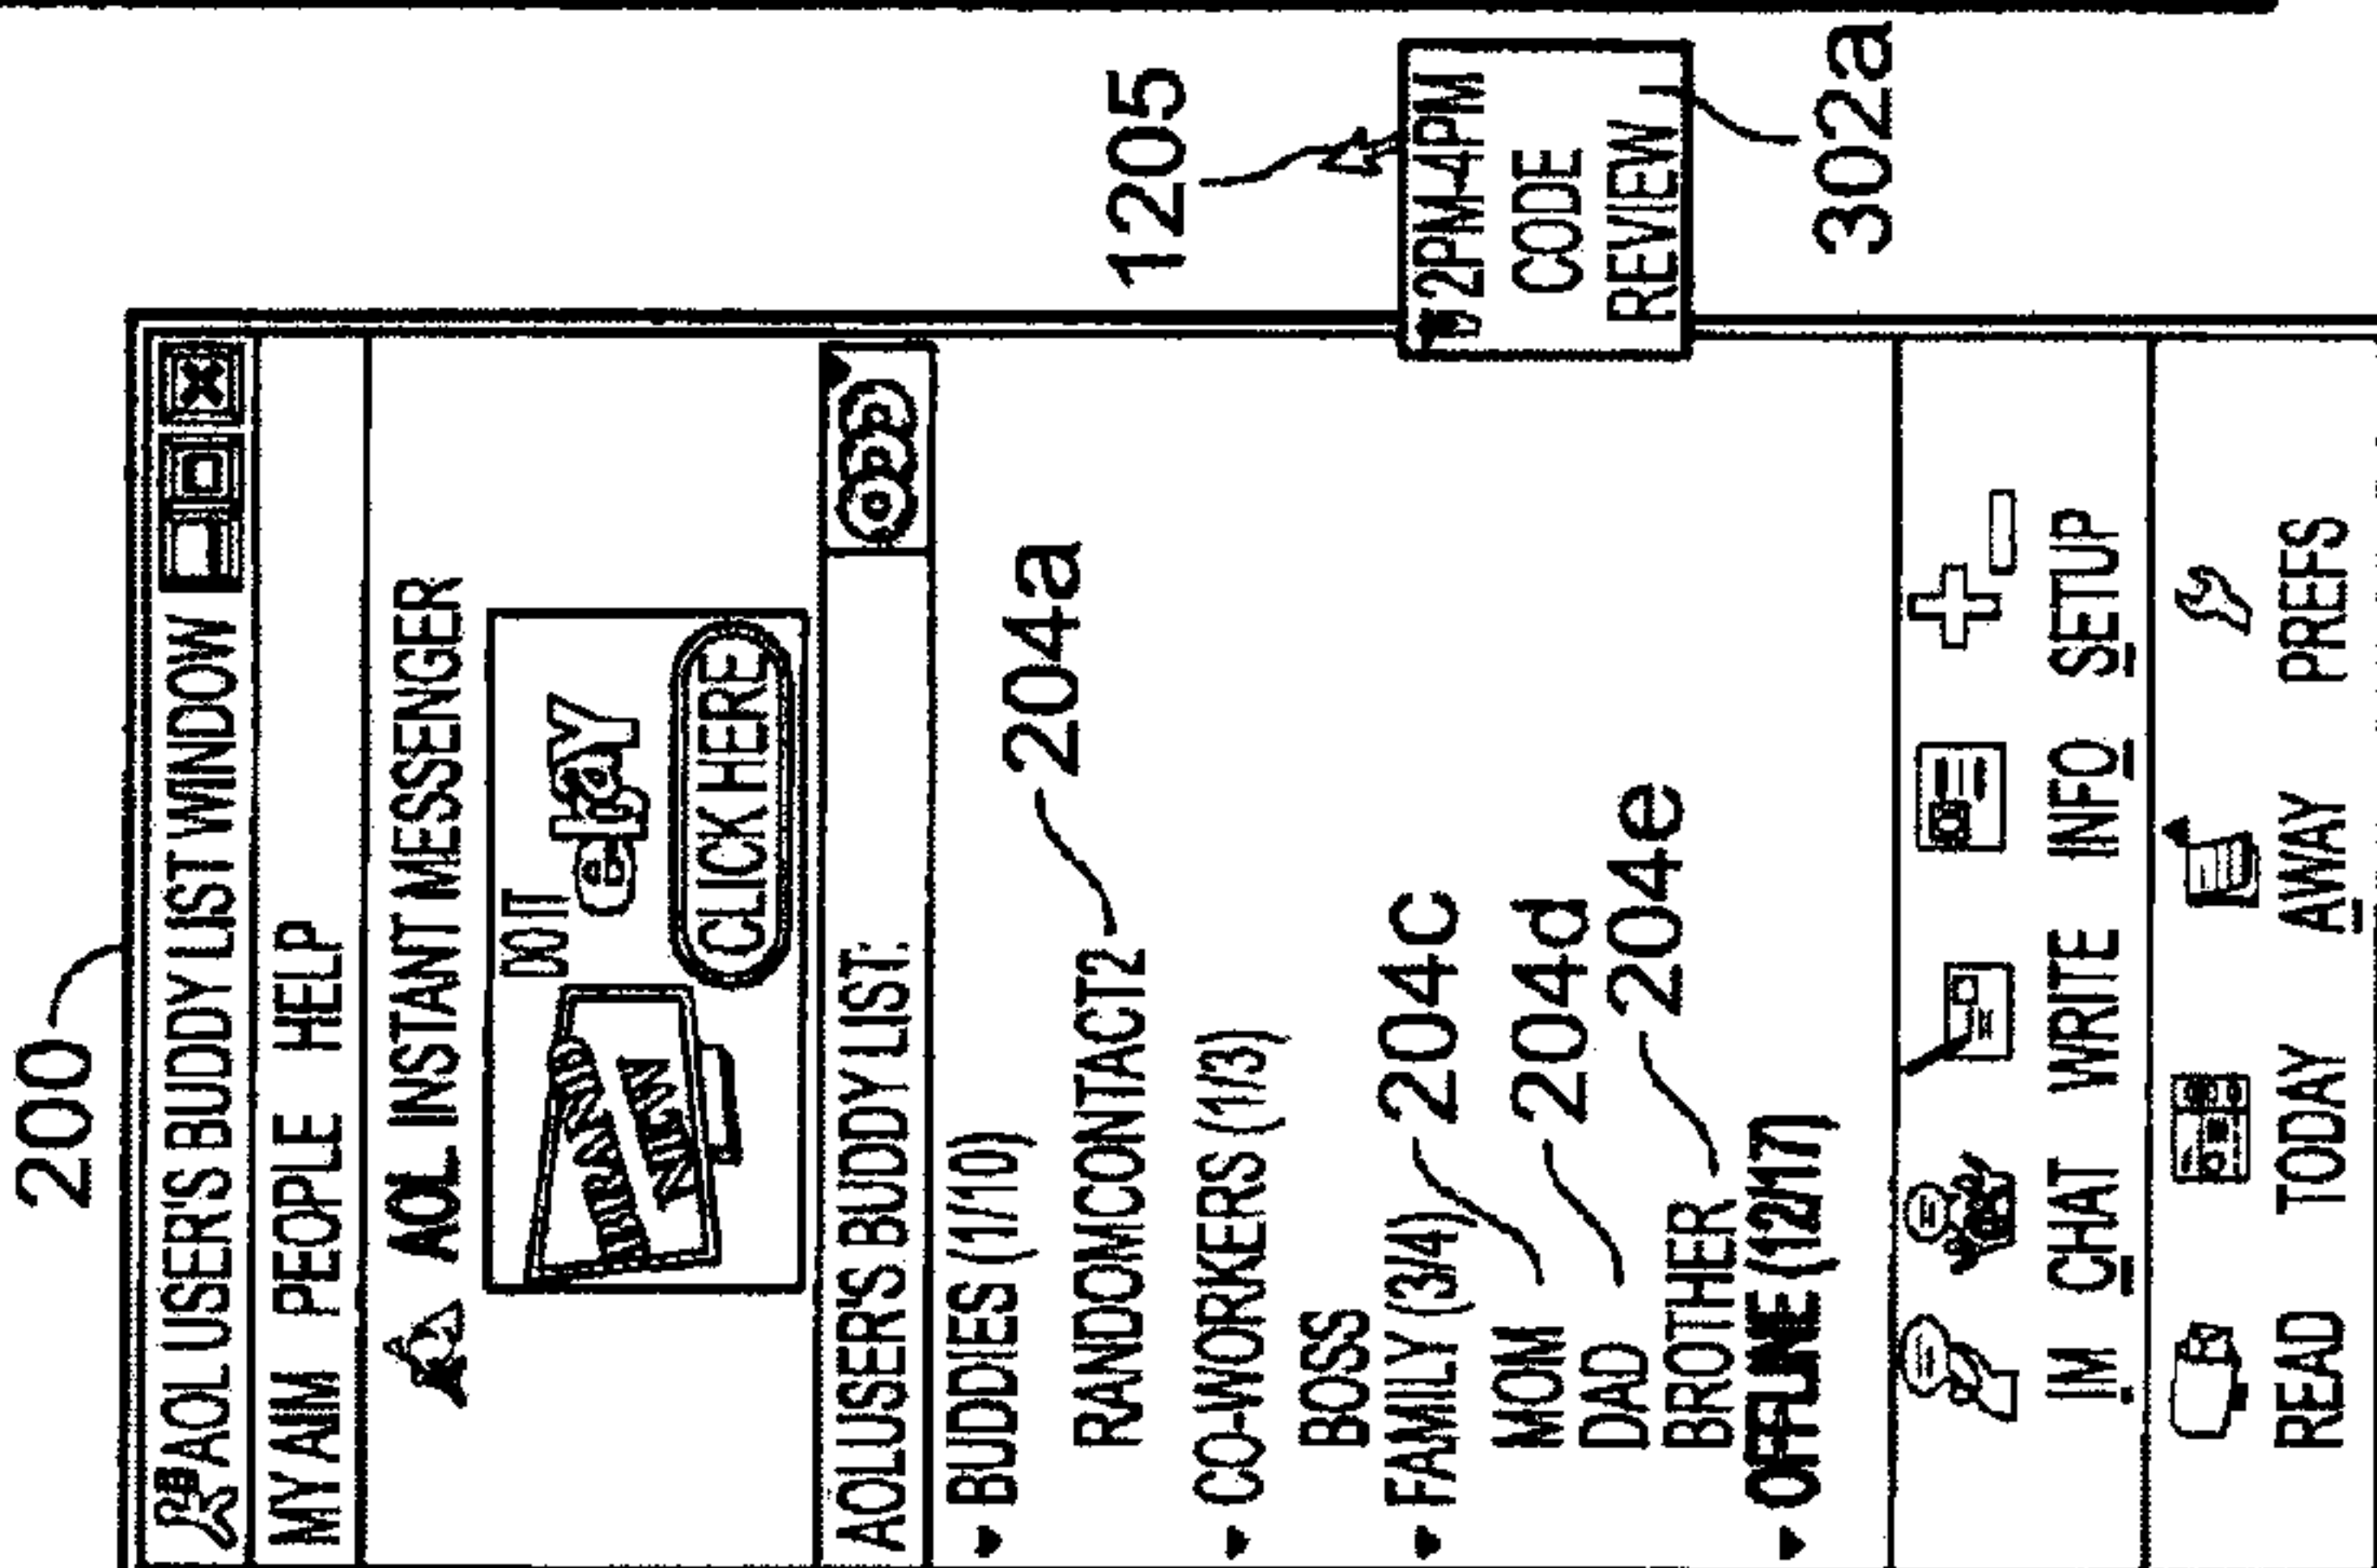 200
AOL USER'S BUDDY LIST WINDOW
MY AIM PEOPLE HELP
AOL INSTANT MESSENGER
DO IT
ebay
CLICK HERE
AOLUSER'S BUDDY LIST:
BUDDIES (1/10)
204a
RANDOMCONTACT2
CO-WORKERS (1/3)
BOSS
FAMILY (3/4)
204c
MOM
204d
DAD
204e
BROTHER
OFFLINE (12/17)
1205
2PM-4PM
CODE
REVIEW
302a
IM CHAT WRITE INFO SETUP
READ TODAY AWAY PREFS